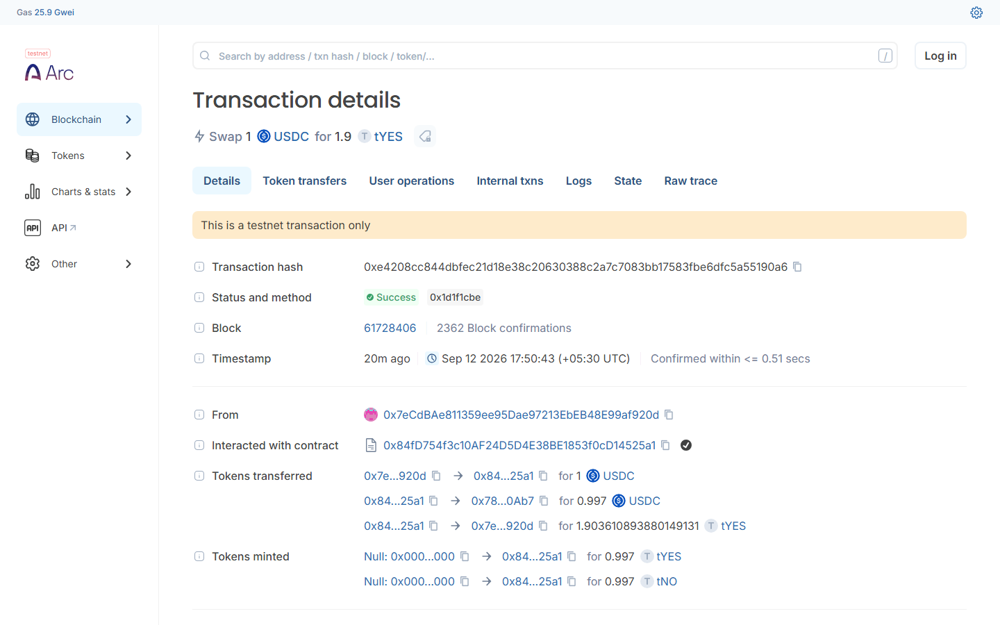 Gas 25.9 Gwei
testnet
Arc
Search by address / txn hash / block / token/...
/
Log in
Blockchain
Tokens
Charts & stats
API
API
Other
Transaction details
Swap 1 USDC for 1.9 T tYES
Details Token transfers User operations Internal txns Logs State Raw trace
This is a testnet transaction only
Transaction hash 0xe4208cc844dbfec21d18e38c20630388c2a7c7083bb17583fbe6dfc5a55190a6
Status and method Success 0x1d1f1cbe
Block 61728406 2362 Block confirmations
Timestamp 20m ago Sep 12 2026 17:50:43 (+05:30 UTC) Confirmed within <= 0.51 secs
From 0x7eCdBAe811359ee95Dae97213EbEB48E99af920d
Interacted with contract 0x84fD754f3c10AF24D5D4E38BE1853f0cD14525a1
Tokens transferred 0x7e...920d → 0x84...25a1 for 1 USDC
0x84...25a1 → 0x78...0Ab7 for 0.997 USDC
0x84...25a1 → 0x7e...920d for 1.903610893880149131 T tYES
Tokens minted Null: 0x000...000 → 0x84...25a1 for 0.997 T tYES
Null: 0x000...000 → 0x84...25a1 for 0.997 T tNO